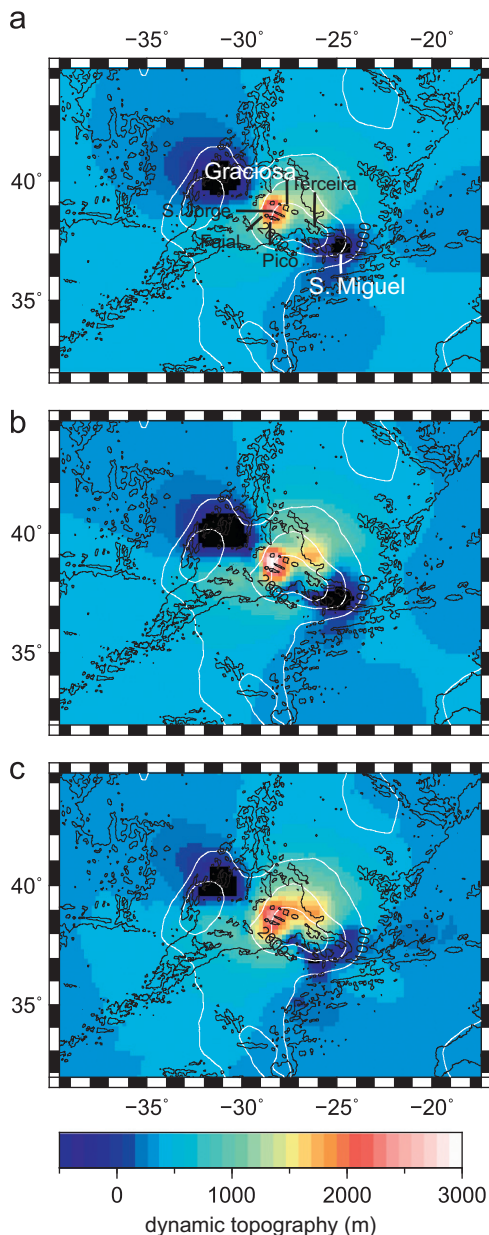 a
−35° −30° −25° −20°
40°
35°
Graciosa
Terceira
S. Jorge
Faial
Pico
S. Miguel
b
40°
35°
c
40°
35°
−35° −30° −25° −20°
0 1000 2000 3000
dynamic topography (m)